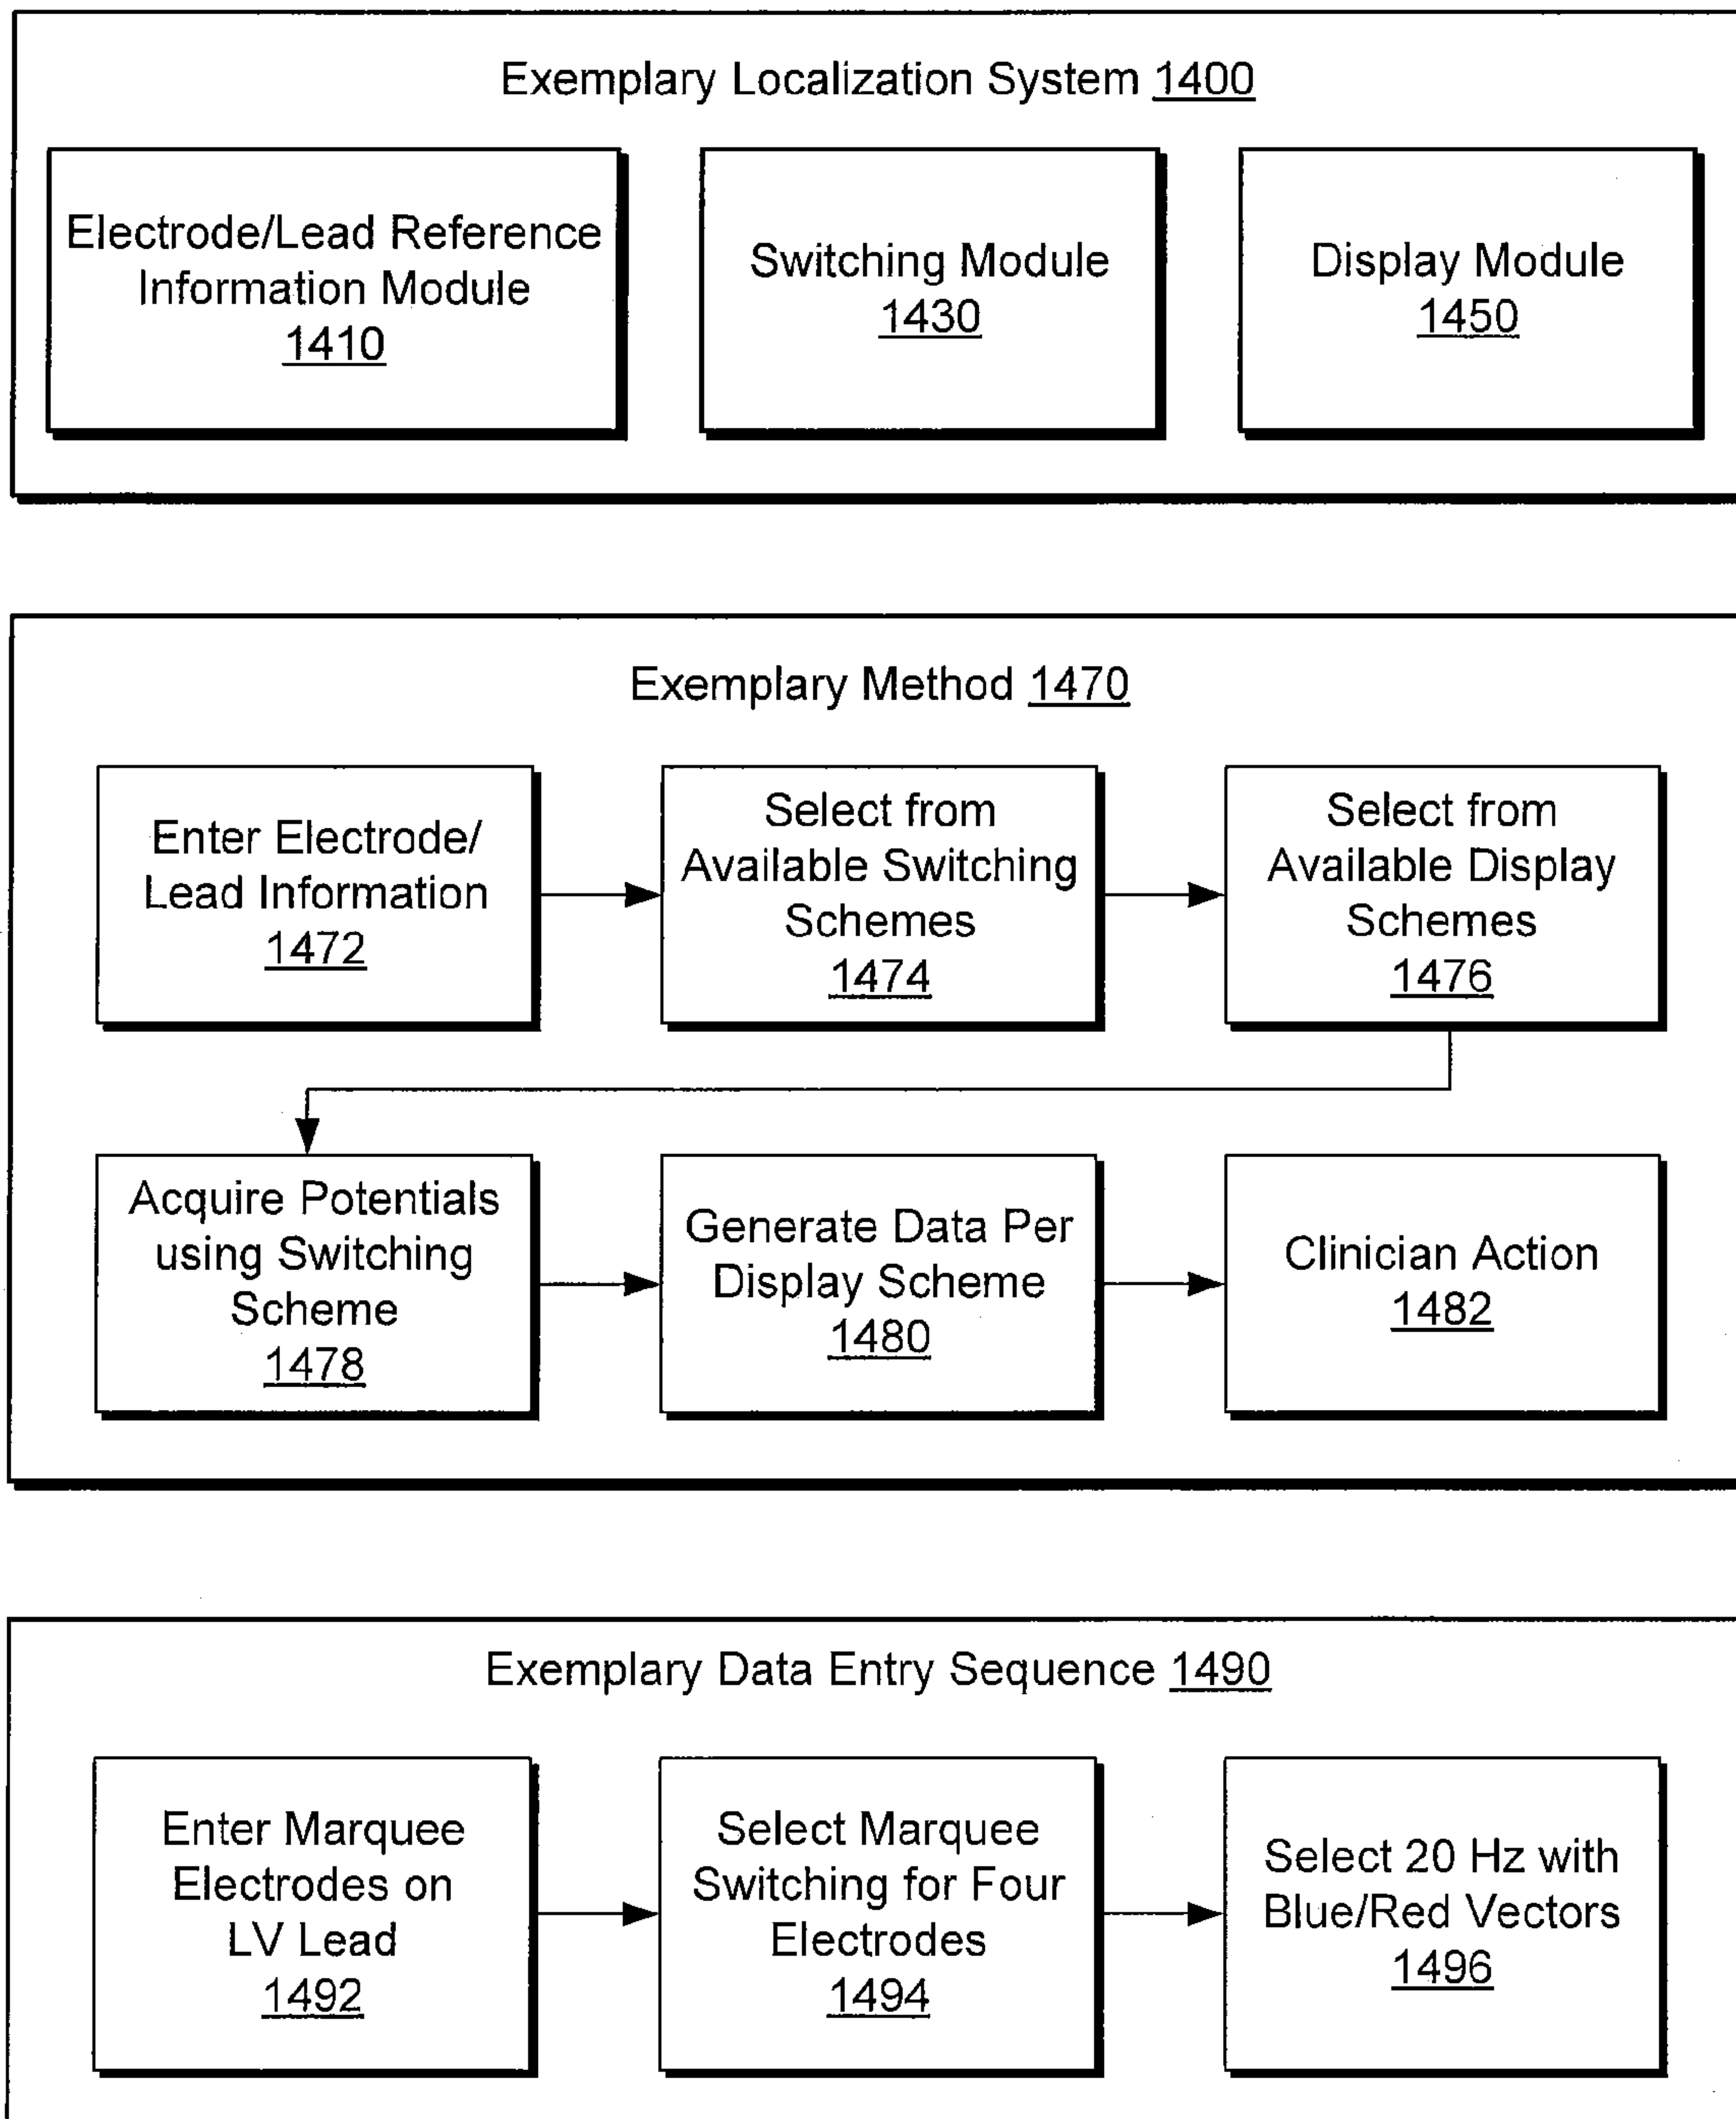 Exemplary Localization System 1400
Electrode/Lead Reference
Information Module
1410
Switching Module
1430
Display Module
1450
Exemplary Method 1470
Enter Electrode/
Lead Information
1472
Select from
Available Switching
Schemes
1474
Select from
Available Display
Schemes
1476
Acquire Potentials
using Switching
Scheme
1478
Generate Data Per
Display Scheme
1480
Clinician Action
1482
Exemplary Data Entry Sequence 1490
Enter Marquee
Electrodes on
LV Lead
1492
Select Marquee
Switching for Four
Electrodes
1494
Select 20 Hz with
Blue/Red Vectors
1496